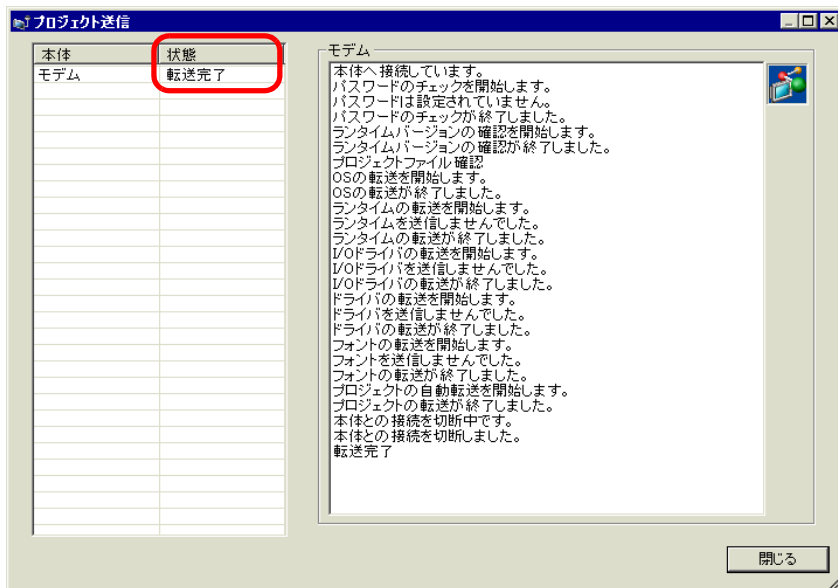 プロジェクト送信
本体 状態
モデム 転送完了
モデム
本体へ接続しています。
パスワードのチェックを開始します。
パスワードは設定されていません。
パスワードのチェックが終了しました。
ランタイムバージョンの確認を開始します。
ランタイムバージョンの確認が終了しました。
プロジェクトファイル確認
OSの転送を開始します。
OSの転送が終了しました。
ランタイムの転送を開始します。
ランタイムを送信しませんでした。
ランタイムの転送が終了しました。
I/Oドライバの転送を開始します。
I/Oドライバを送信しませんでした。
I/Oドライバの転送が終了しました。
ドライバの転送を開始します。
ドライバを送信しませんでした。
ドライバの転送が終了しました。
フォントの転送を開始します。
フォントを送信しませんでした。
フォントの転送が終了しました。
プロジェクトの自動転送を開始します。
プロジェクトの転送が終了しました。
本体との接続を切断中です。
本体との接続を切断しました。
転送完了
閉じる